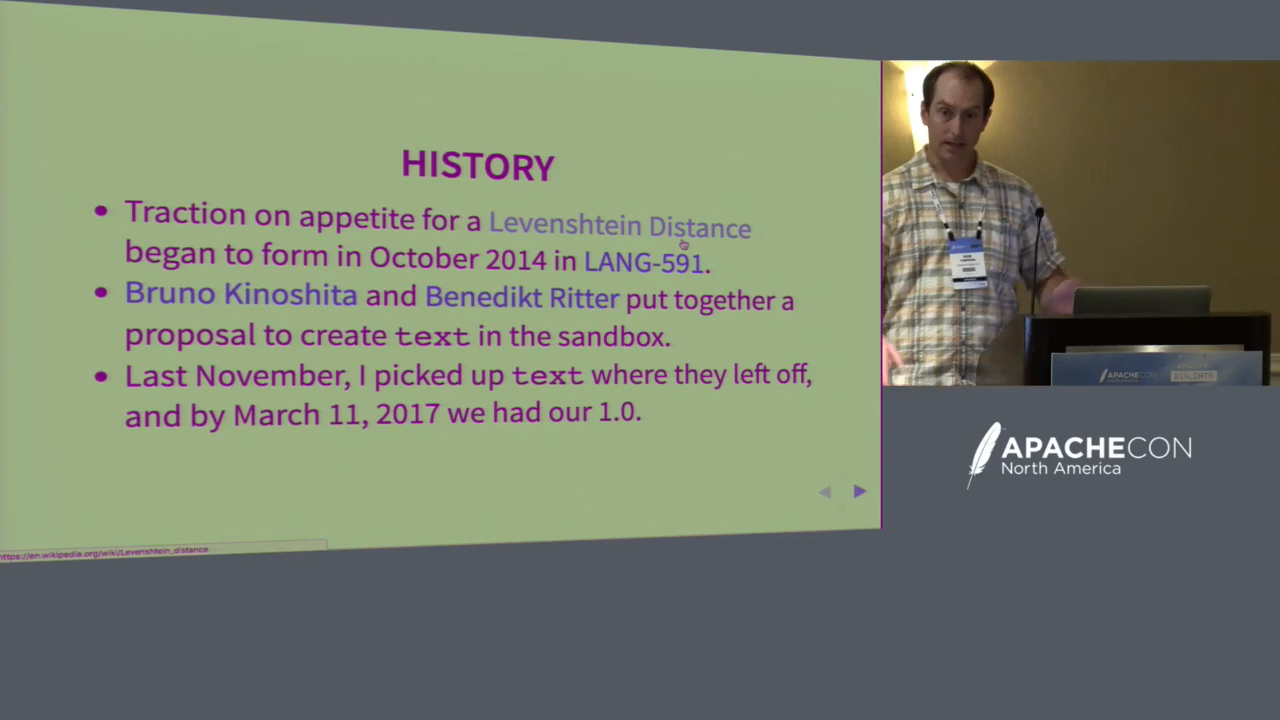 HISTORY
• Traction on appetite for a Levenshtein Distance
began to form in October 2014 in LANG-591.
• Bruno Kinoshita and Benedikt Ritter put together a
proposal to create text in the sandbox.
• Last November, I picked up text where they left off,
and by March 11, 2017 we had our 1.0.
https://en.wikipedia.org/wiki/Levenshtein_distance
APACHECON
APACHE
BIG_DATA
APACHECON
North America